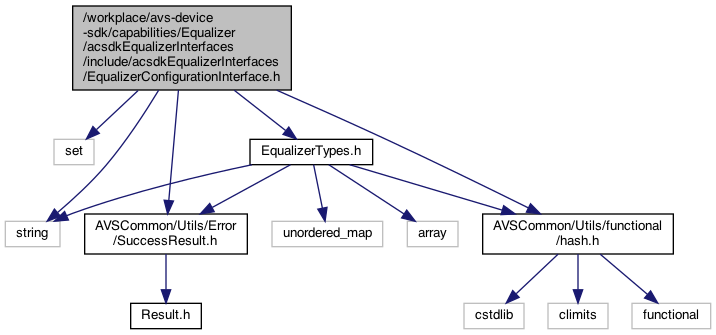 /workplace/avs-device
-sdk/capabilities/Equalizer
/acsdkEqualizerInterfaces
/include/acsdkEqualizerInterfaces
/EqualizerConfigurationInterface.h
set
EqualizerTypes.h
string
AVSCommon/Utils/Error
/SuccessResult.h
unordered_map
array
AVSCommon/Utils/functional
/hash.h
Result.h
cstdlib
climits
functional